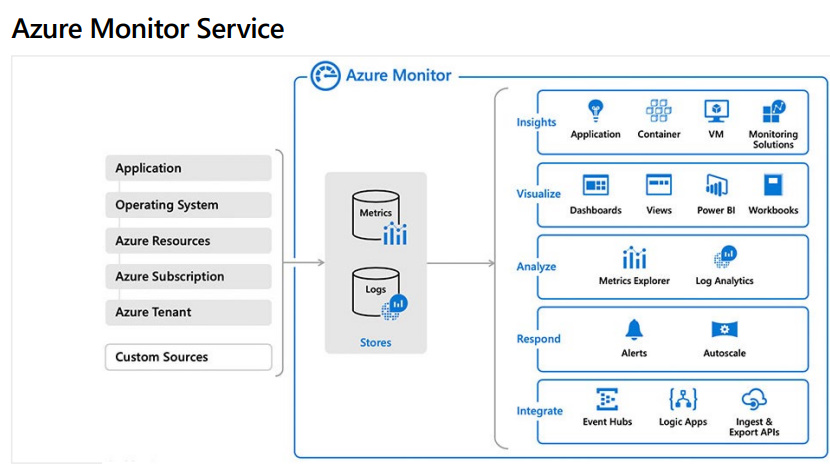 Azure Monitor Service
Azure Monitor
Application
Operating System
Azure Resources
Azure Subscription
Azure Tenant
Custom Sources
Metrics
Logs
Stores
Insights
Application
Container
VM
Monitoring
Solutions
Visualize
Dashboards
Views
Power BI
Workbooks
Analyze
Metrics Explorer
Log Analytics
Respond
Alerts
Autoscale
Integrate
Event Hubs
Logic Apps
Ingest &
Export APIs